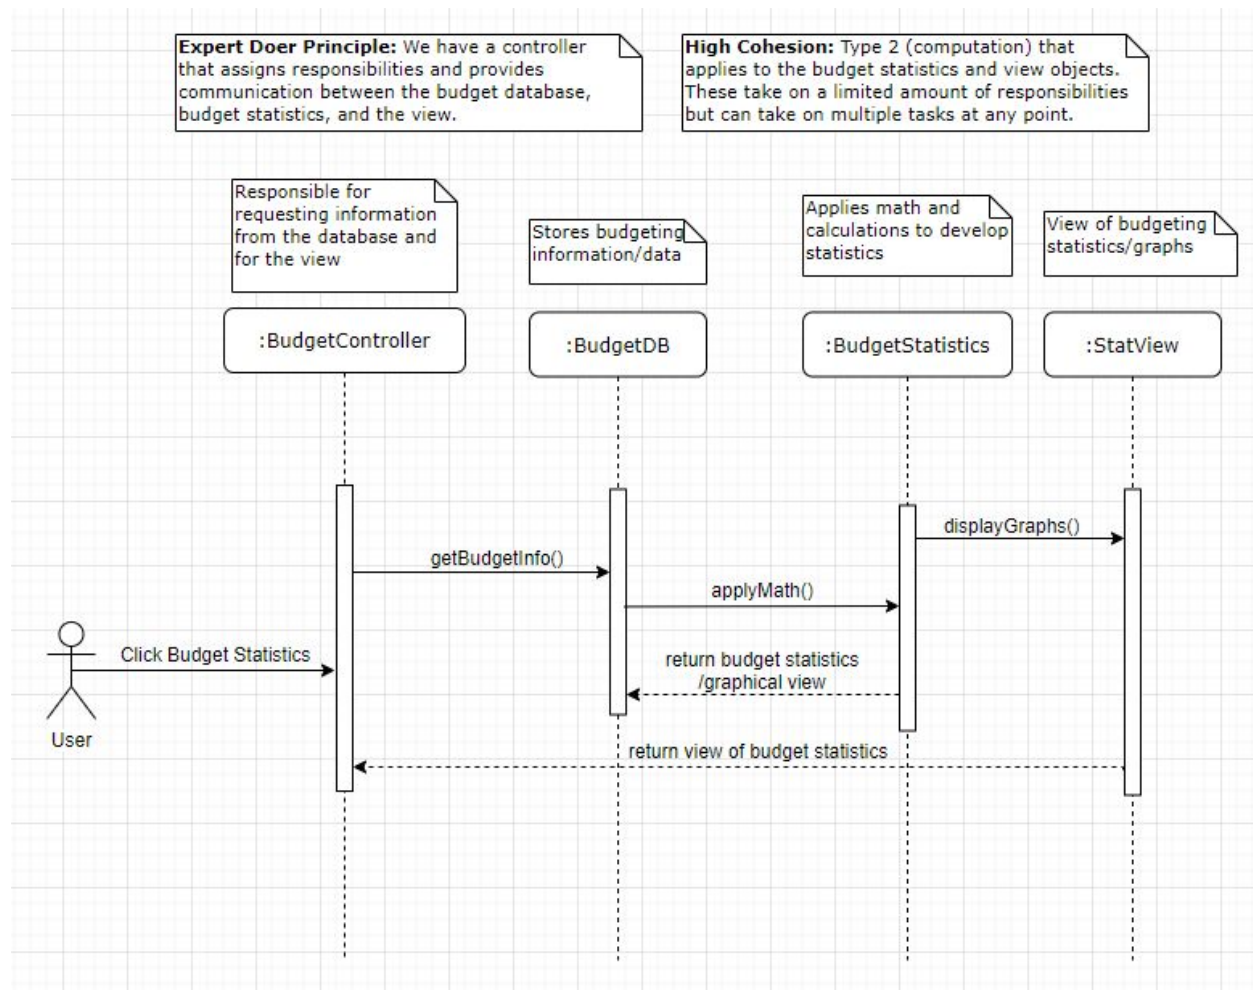 Expert Doer Principle: We have a controller
that assigns responsibilities and provides
communication between the budget database,
budget statistics, and the view.
High Cohesion: Type 2 (computation) that
applies to the budget statistics and view objects.
These take on a limited amount of responsibilities
but can take on multiple tasks at any point.
Responsible for
requesting information
from the database and
for the view
Stores budgeting
information/data
Applies math and
calculations to develop
statistics
View of budgeting
statistics/graphs
:BudgetController
:BudgetDB
:BudgetStatistics
:StatView
displayGraphs()
getBudgetInfo()
applyMath()
Click Budget Statistics
return budget statistics
/graphical view
User
return view of budget statistics